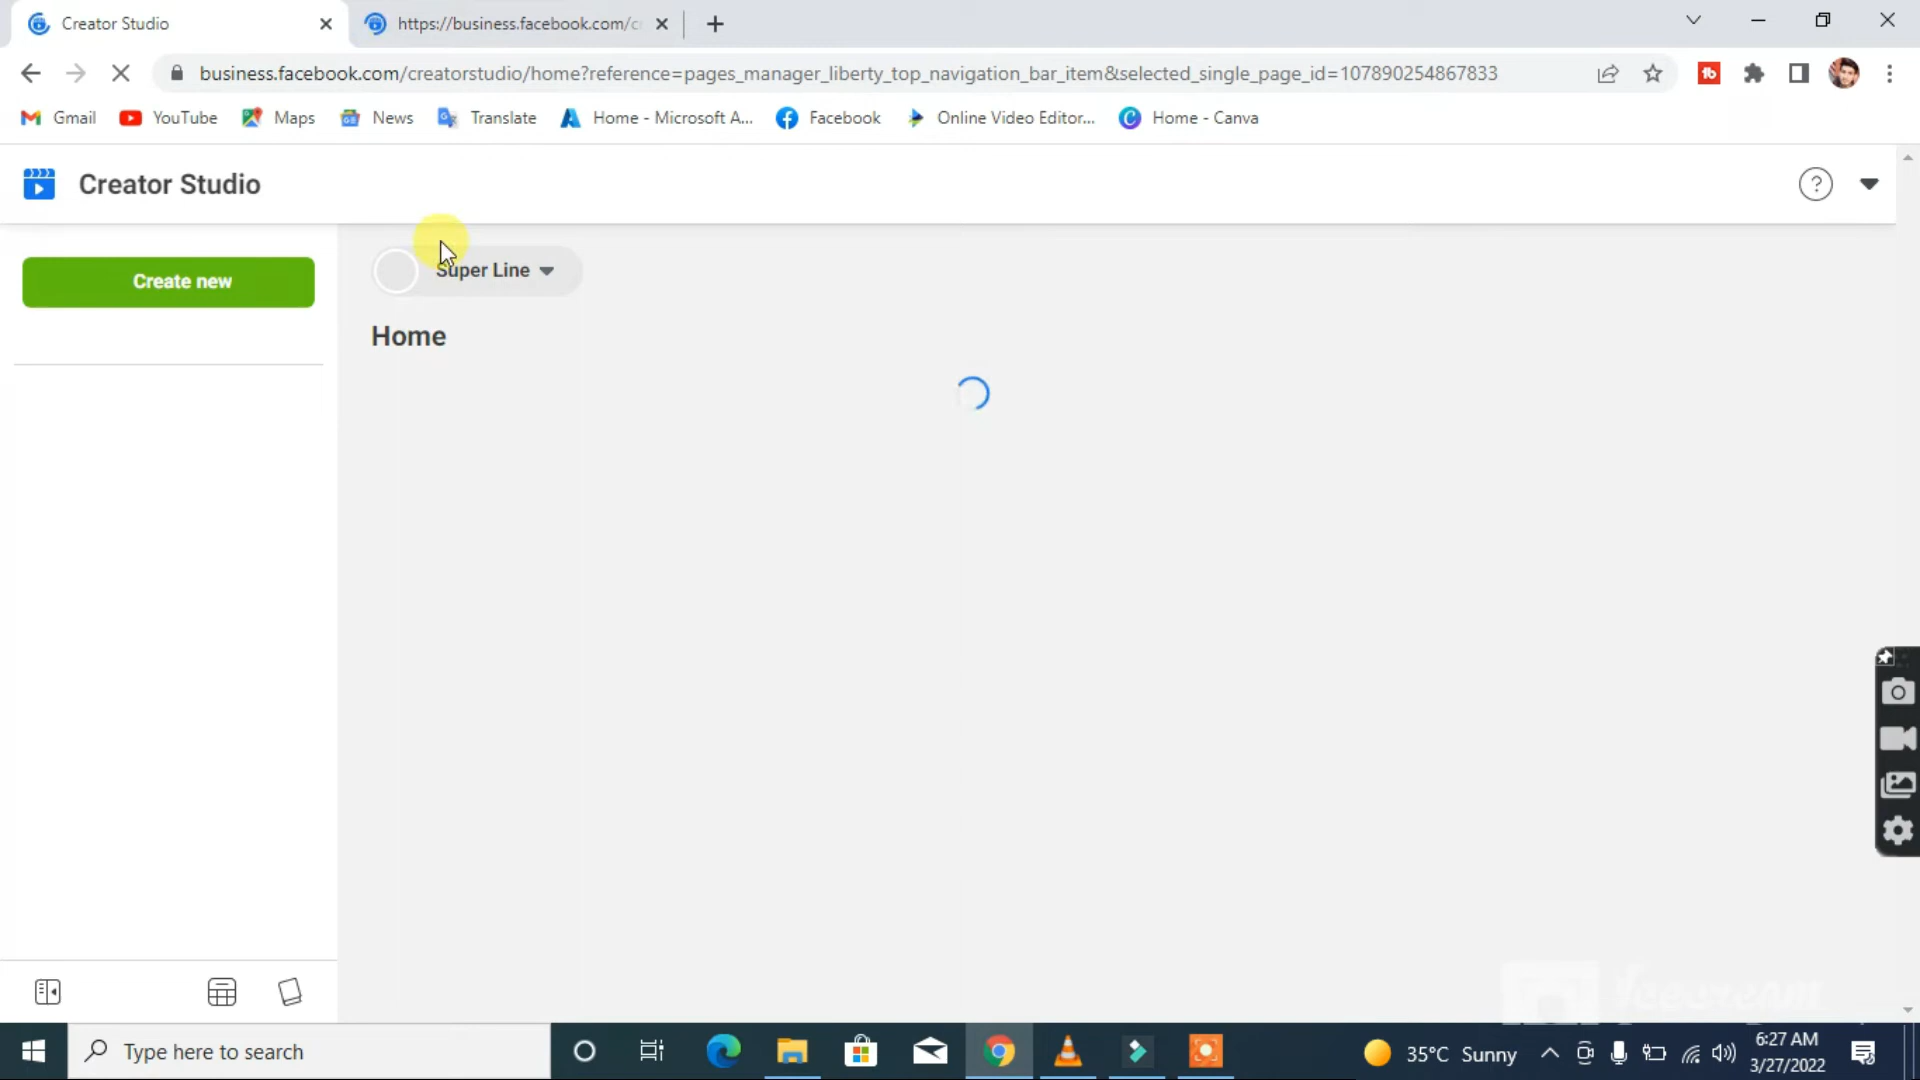 Creator Studio
https://business.facebook.com/c
business.facebook.com/creatorstudio/home?reference=pages_manager_liberty_top_navigation_bar_item&selected_single_page_id=107890254867833
Gmail
YouTube
Maps
News
Translate
Home - Microsoft A...
Facebook
Online Video Editor...
Home - Canva
Creator Studio
Create new
Super Line
Home
Type here to search
35°C Sunny
6:27 AM
3/27/2022